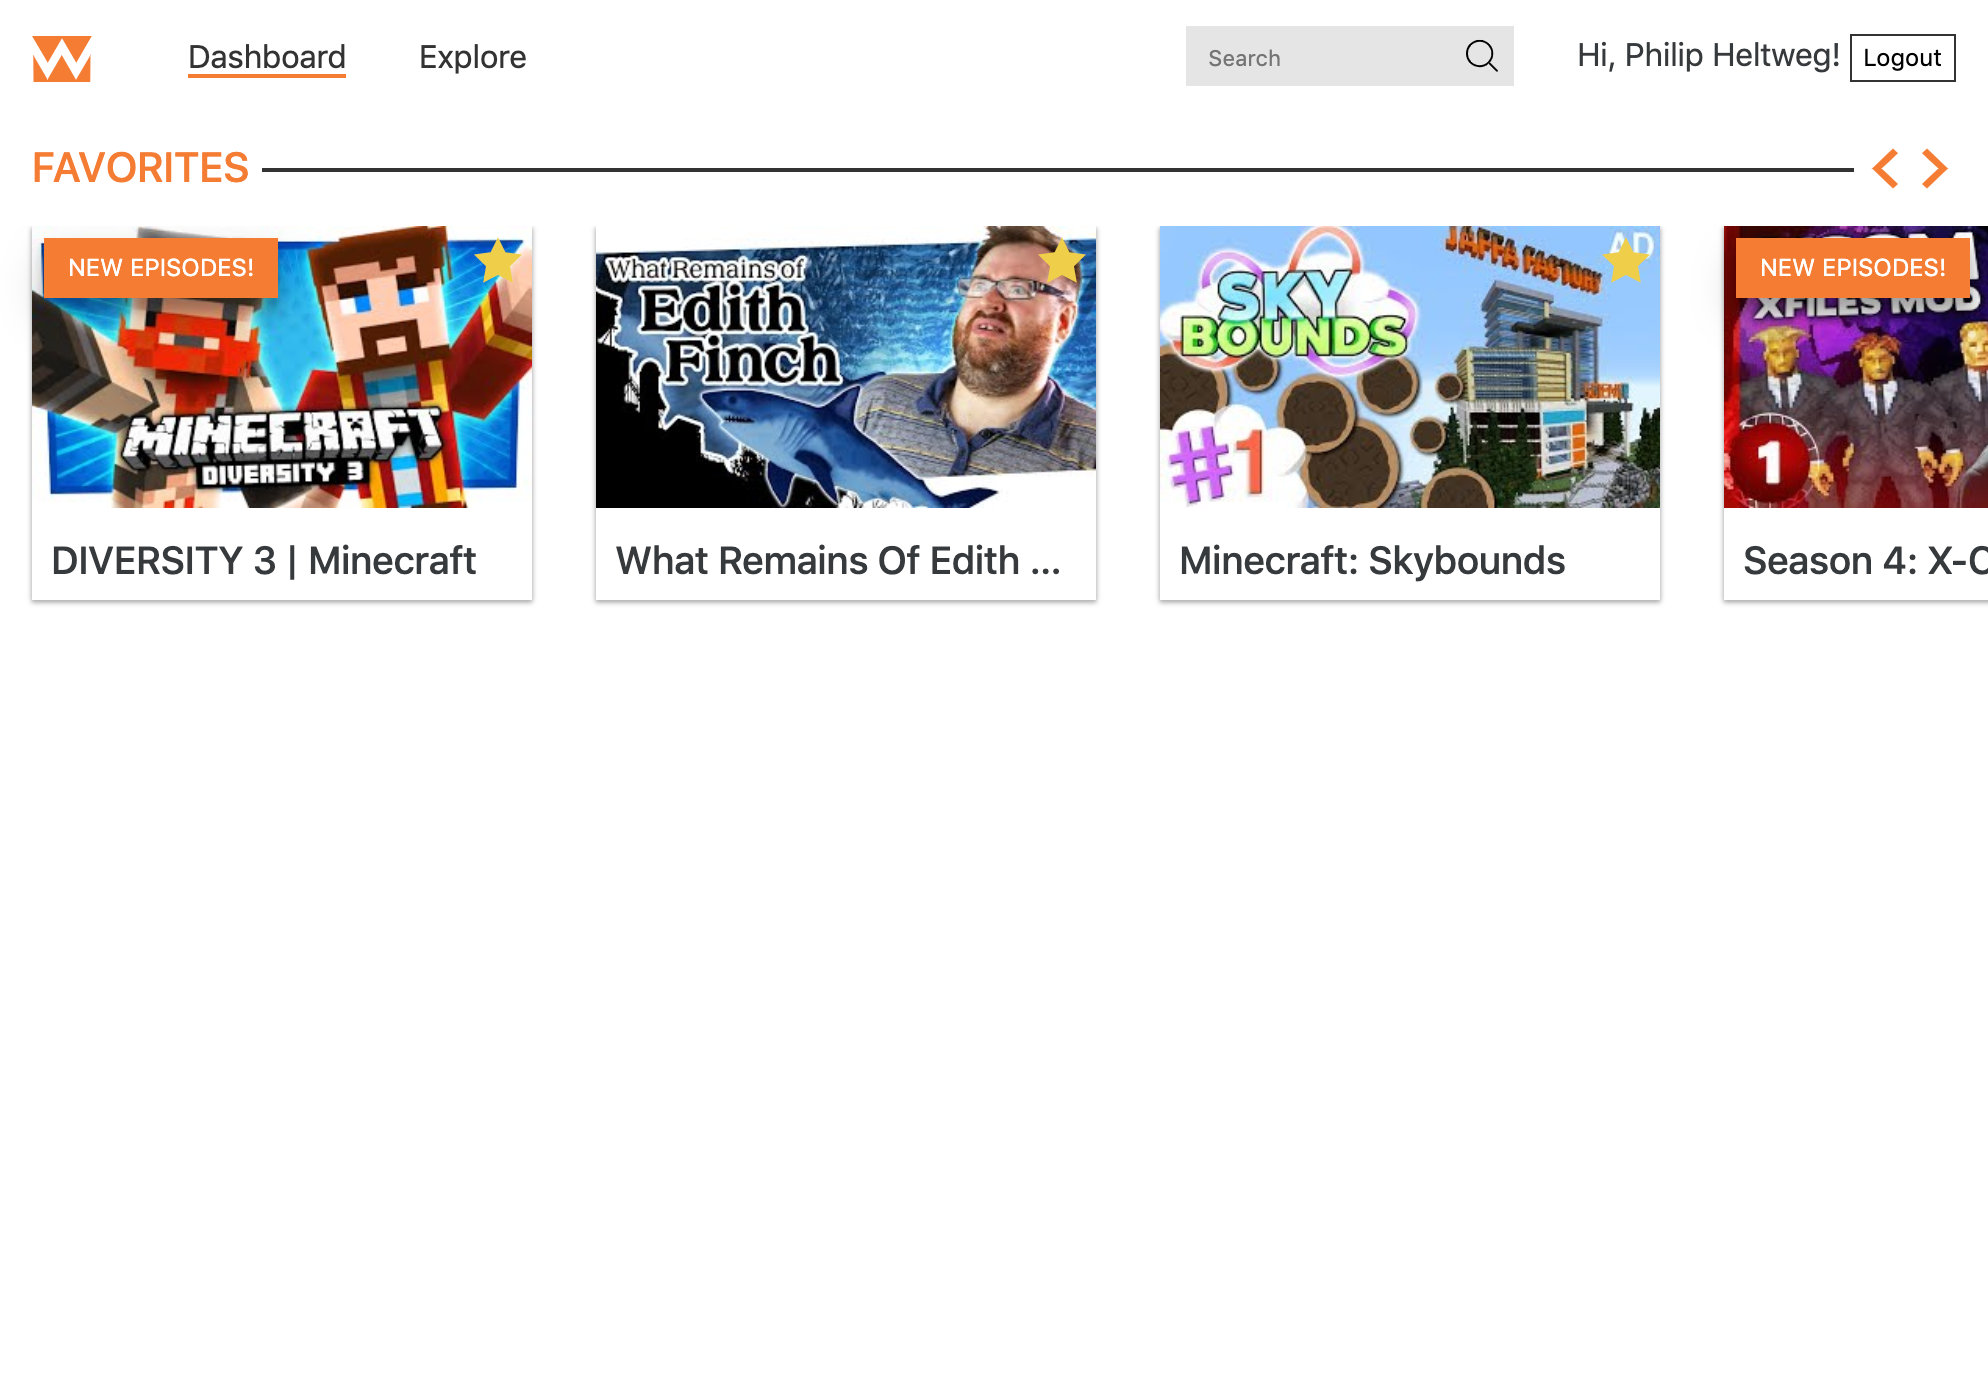 Dashboard
Explore
Search
Hi, Philip Heltweg!
Logout
FAVORITES
NEW EPISODES!
MINECRAFT
DIVERSITY 3
DIVERSITY 3 | Minecraft
What Remains of
Edith
Finch
What Remains Of Edith ...
JAFFA FACTORY
AD
SKY
BOUNDS
#1
Minecraft: Skybounds
NEW EPISODES!
XFILES MOD
1
Season 4: X-C